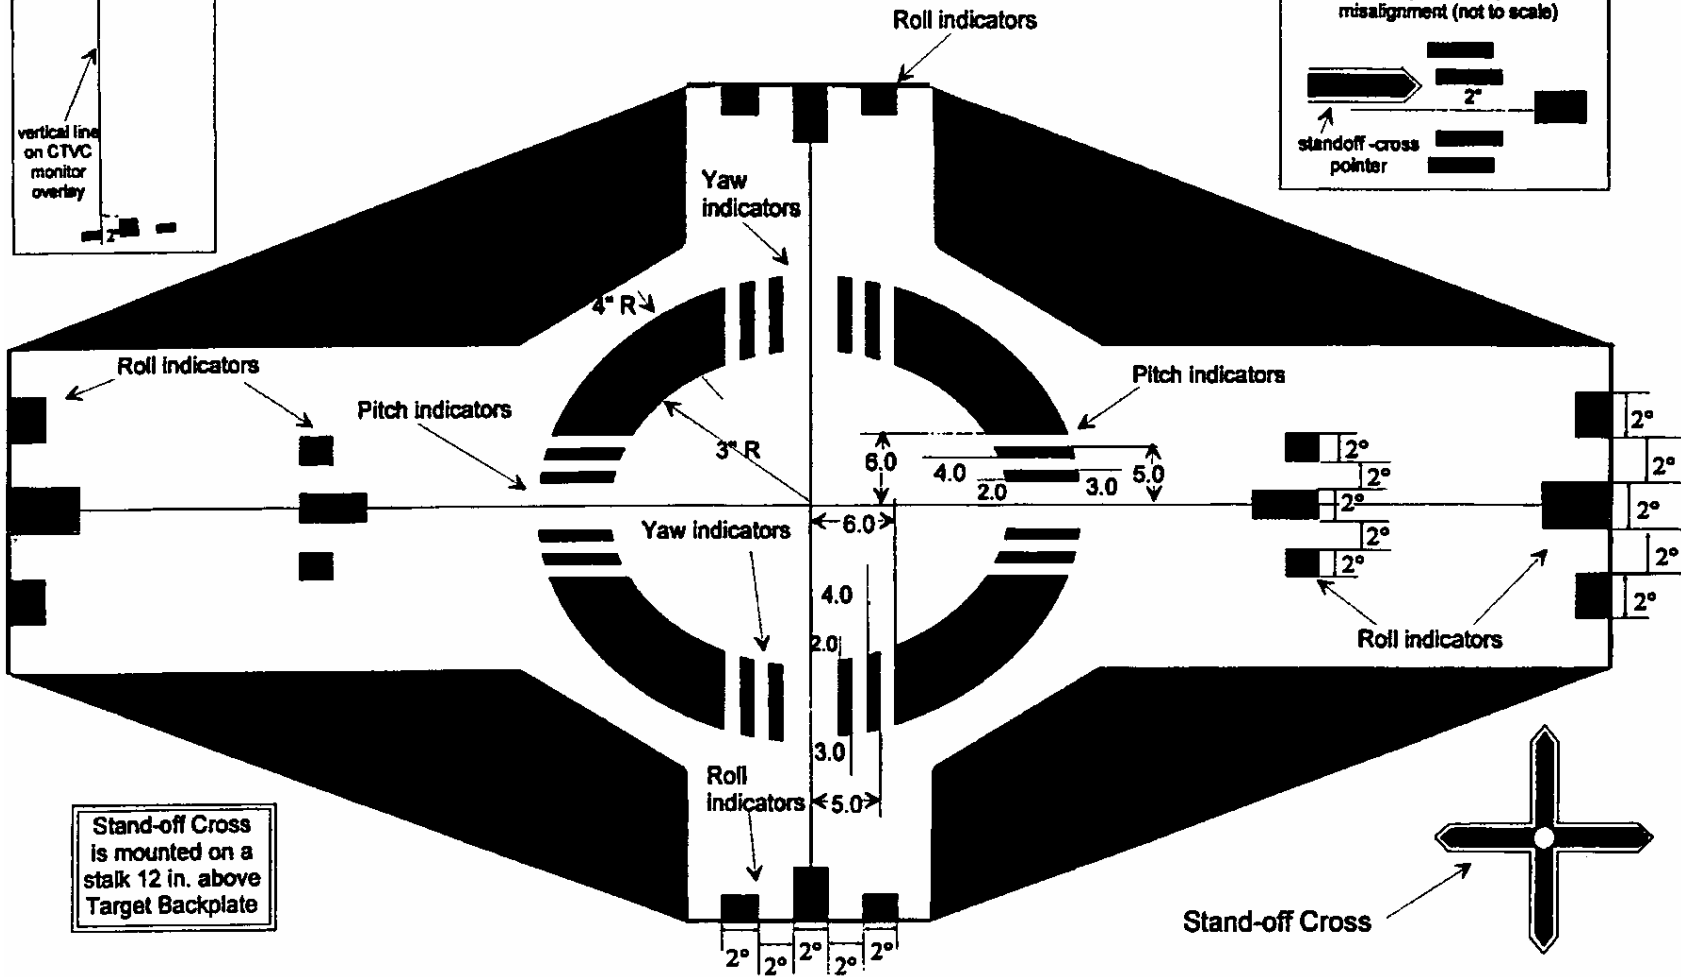 Roll indicators
misalignment (not to scale)
2°
standoff -cross
pointer
vertical line
on CTVC
monitor
overlay
2°
Yaw
indicators
4" R
Roll indicators
Pitch indicators
Pitch indicators
3" R
6.0
4.0
2.0
3.0
5.0
2°
2°
2°
2°
2°
2°
2°
2°
2°
2°
6.0
Yaw indicators
4.0
2.0
Roll indicators
3.0
5.0
Roll
indicators
Stand-off Cross
is mounted on a
stalk 12 in. above
Target Backplate
2°
2°
2°
2°
2°
Stand-off Cross